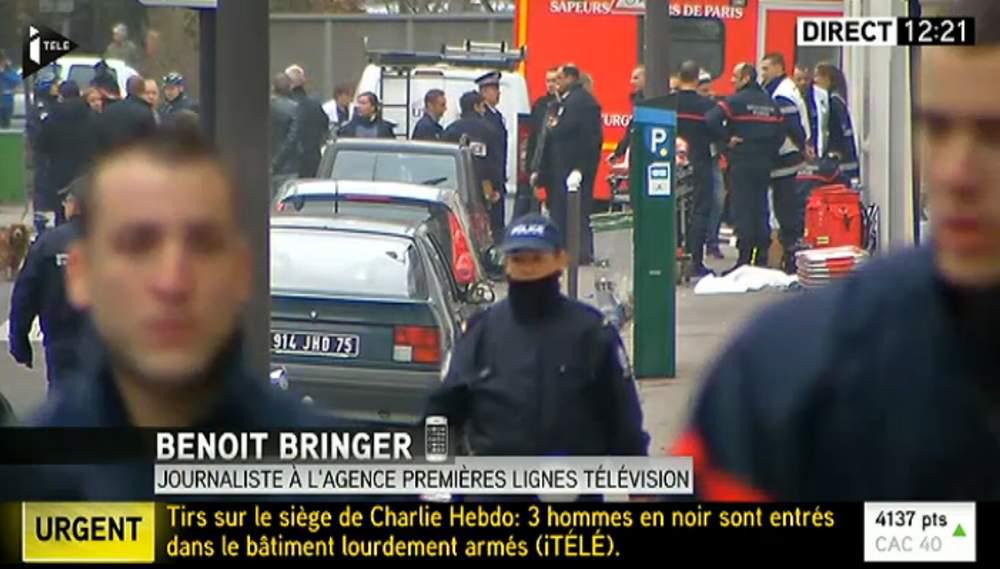 TÉLÉ
SAPEURS POMPIERS DE PARIS
DIRECT 12:21
P
POLICE
914 JHD 75
BENOIT BRINGER
JOURNALISTE À L'AGENCE PREMIÈRES LIGNES TÉLÉVISION
URGENT
Tirs sur le siège de Charlie Hebdo: 3 hommes en noir sont entrés
dans le bâtiment lourdement armés (iTÉLÉ).
4137 pts
CAC 40